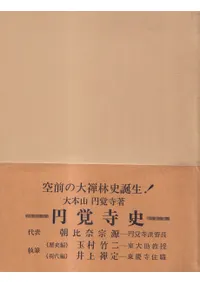 空前の大禅林史誕生!
大本山 円覚寺著
円覚寺史
代表 朝比奈宗源 円覚寺派管長
執筆 (歴史編) 玉村竹二 東大助教授
(現代編) 井上禅定 東慶寺住職